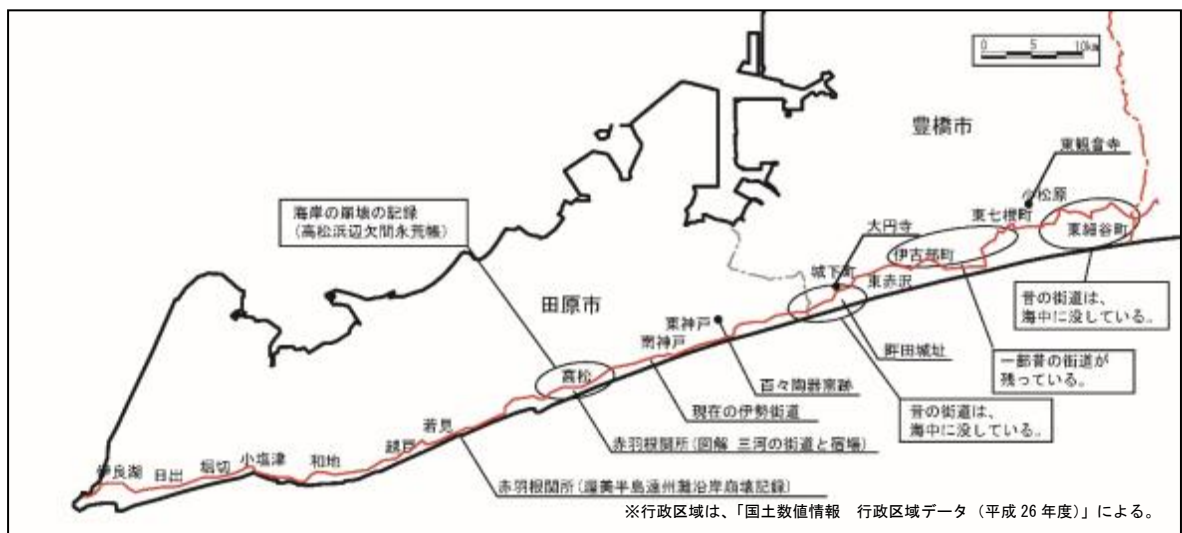 0 5 10km
豊橋市
東観音寺
小松原
海岸の崩壊の記録
(高松浜辺欠間永荒帳)
東七根町
東細谷町
大円寺
伊古部町
城下町
東赤沢
田原市
東神戸
南神戸
昔の街道は、
海中に没している。
畔田城址
一部昔の街道が
残っている。
高松
百々陶器窯跡
現在の伊勢街道
昔の街道は、
海中に没している。
若見
赤羽根関所(図解 三河の街道と宿場)
越戸
和地
小塩津
堀切
日出
伊良湖
赤羽根関所(渥美半島遠州灘沿岸崩壊記録)
※行政区域は、「国土数値情報 行政区域データ(平成26年度)」による。